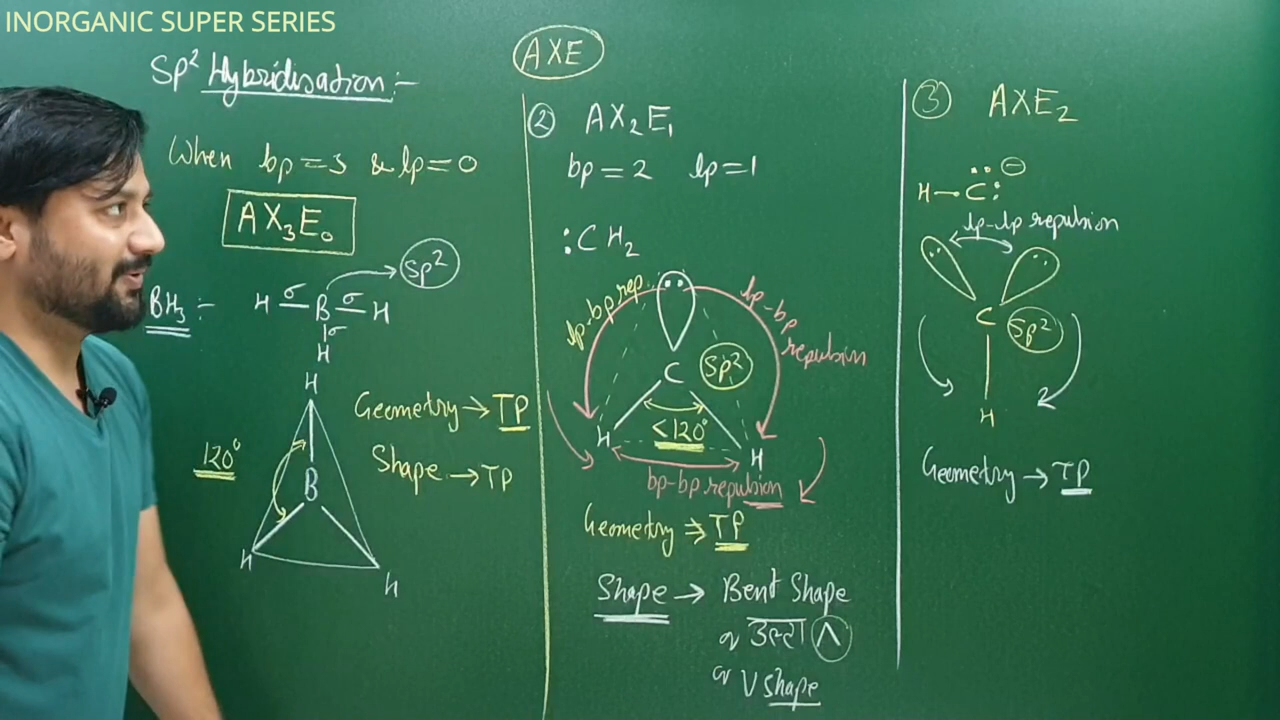 INORGANIC SUPER SERIES
Sp² Hybridisation:-
When bp=3 & lp=0
AX₃E₀
BH₃:-
H σ B σ H
Sp²
σ
H
H
120°
B
H
H
Geometry → TP
Shape → TP
AXE
② AX₂E₁
bp=2 lp=1
:CH₂
lp-bp rep.
lp-bp repulsion
C
Sp²
<120°
H
H
bp-bp repulsion
Geometry ⇒ TP
Shape → Bent Shape
or उल्टा Λ
or V shape
③ AXE₂
H-C: ⊖
lp-lp repulsion
C
Sp²
H
Geometry → TP